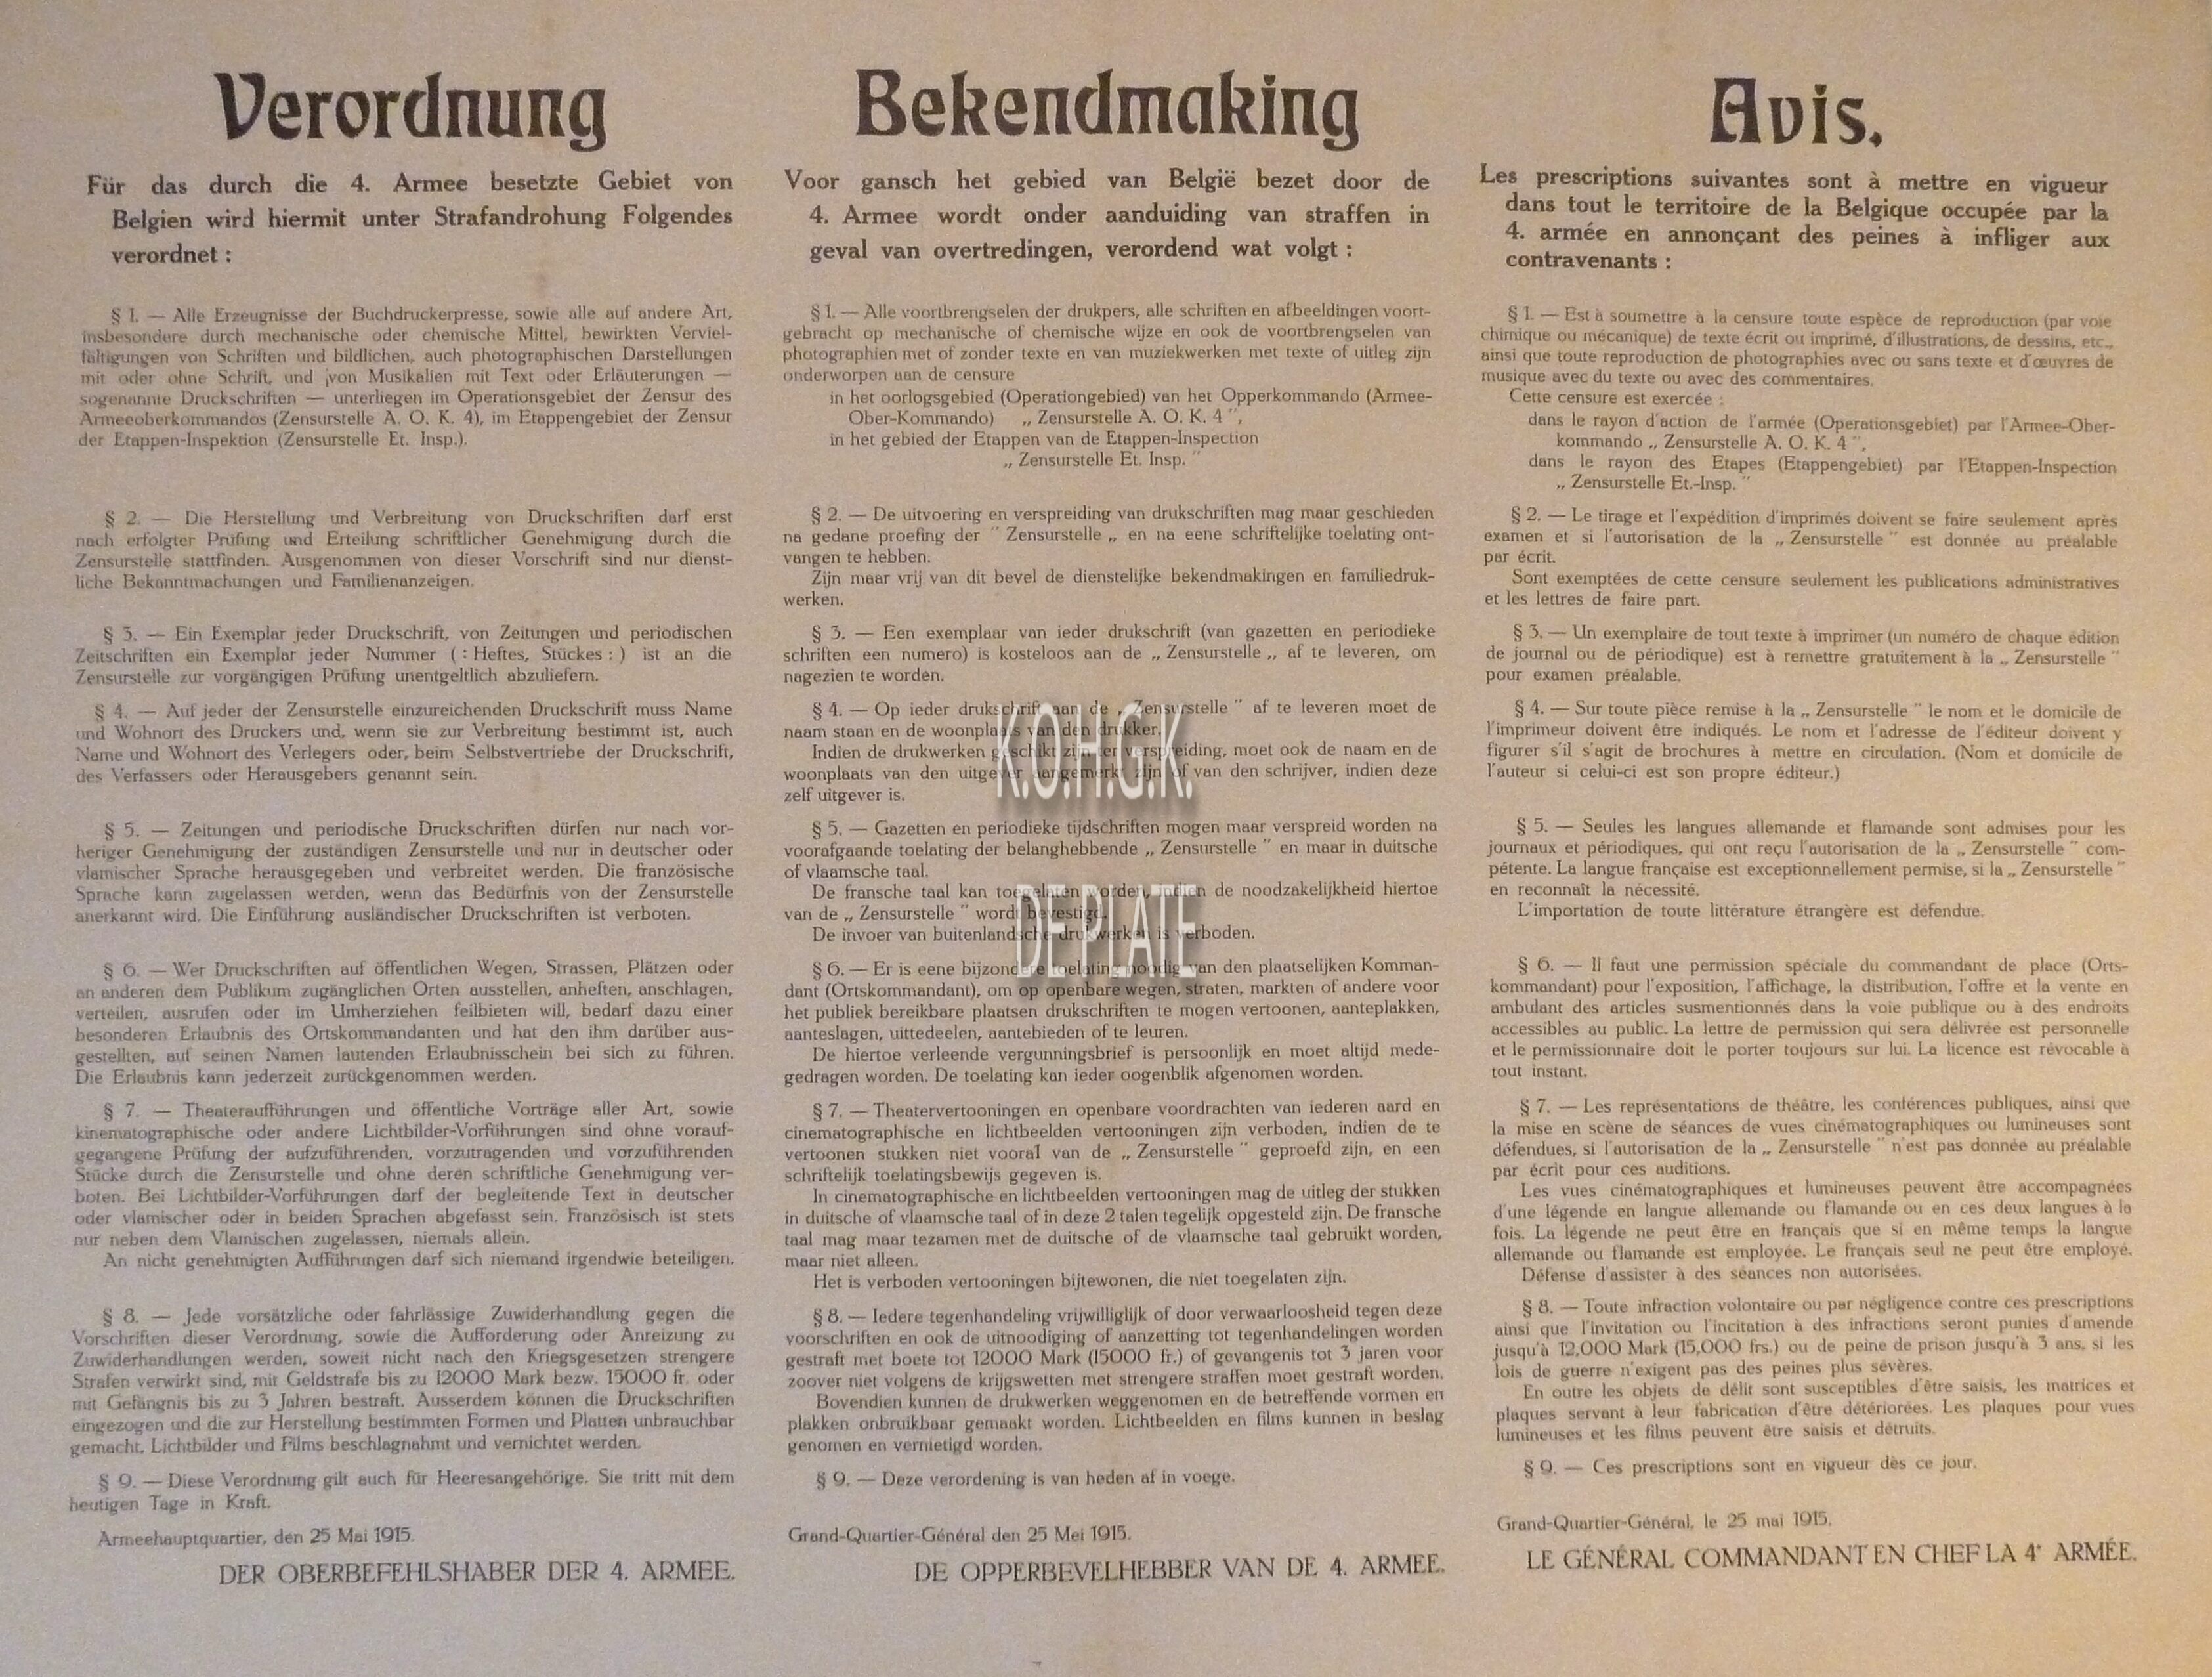 Verordnung
Für das durch die 4. Armee besetzte Gebiet von
Belgien wird hiermit unter Strafandrohung Folgendes
verordnet :
§ 1. — Alle Erzeugnisse der Buchdruckerpresse, sowie alle auf andere Art,
insbesondere durch mechanische oder chemische Mittel, bewirkten Verviel-
fältigungen von Schriften und bildlichen, auch photographischen Darstellungen
mit oder ohne Schrift, und von Musikalien mit Text oder Erläuterungen —
sogenannte Druckschriften — unterliegen im Operationsgebiet der Zensur des
Armeeoberkommandos (Zensurstelle A. O. K. 4), im Etappengebiet der Zensur
der Etappen-Inspektion (Zensurstelle Et. Insp.).
§ 2. — Die Herstellung und Verbreitung von Druckschriften darf erst
nach erfolgter Prüfung und Erteilung schriftlicher Genehmigung durch die
Zensurstelle stattfinden. Ausgenommen von dieser Vorschrift sind nur dienst-
liche Bekanntmachungen und Familienanzeigen.
§ 3. — Ein Exemplar jeder Druckschrift, von Zeitungen und periodischen
Zeitschriften ein Exemplar jeder Nummer ( : Heftes, Stückes : ) ist an die
Zensurstelle zur vorgängigen Prüfung unentgeltlich abzuliefern.
§ 4. — Auf jeder der Zensurstelle einzureichenden Druckschrift muss Name
und Wohnort des Druckers und, wenn sie zur Verbreitung bestimmt ist, auch
Name und Wohnort des Verlegers oder, beim Selbstvertriebe der Druckschrift,
des Verfassers oder Herausgebers genannt sein.
§ 5. — Zeitungen und periodische Druckschriften dürfen nur nach vor-
heriger Genehmigung der zuständigen Zensurstelle und nur in deutscher oder
vlamischer Sprache herausgegeben und verbreitet werden. Die französische
Sprache kann zugelassen werden, wenn das Bedürfnis von der Zensurstelle
anerkannt wird. Die Einführung ausländischer Druckschriften ist verboten.
§ 6. — Wer Druckschriften auf öffentlichen Wegen, Strassen, Plätzen oder
an anderen dem Publikum zugänglichen Orten ausstellen, anheften, anschlagen,
verteilen, ausrufen oder im Umherziehen feilbieten will, bedarf dazu einer
besonderen Erlaubnis des Ortskommandanten und hat den ihm darüber aus-
gestellten, auf seinen Namen lautenden Erlaubnisschein bei sich zu führen.
Die Erlaubnis kann jederzeit zurückgenommen werden.
§ 7. — Theateraufführungen und öffentliche Vorträge aller Art, sowie
kinematographische oder andere Lichtbilder-Vorführungen sind ohne vorauf-
gegangene Prüfung der aufzuführenden, vorzutragenden und vorzuführenden
Stücke durch die Zensurstelle und ohne deren schriftliche Genehmigung ver-
boten. Bei Lichtbilder-Vorführungen darf der begleitende Text in deutscher
oder vlamischer oder in beiden Sprachen abgefasst sein. Französisch ist stets
nur neben dem Vlamischen zugelassen, niemals allein.
An nicht genehmigten Aufführungen darf sich niemand irgendwie beteiligen.
§ 8. — Jede vorsätzliche oder fahrlässige Zuwiderhandlung gegen die
Vorschriften dieser Verordnung, sowie die Aufforderung oder Anreizung zu
Zuwiderhandlungen werden, soweit nicht nach den Kriegsgesetzen strengere
Strafen verwirkt sind, mit Geldstrafe bis zu 12000 Mark bezw. 15000 fr. oder
mit Gefängnis bis zu 3 Jahren bestraft. Ausserdem können die Druckschriften
eingezogen und die zur Herstellung bestimmten Formen und Platten unbrauchbar
gemacht, Lichtbilder und Films beschlagnahmt und vernichtet werden.
§ 9. — Diese Verordnung gilt auch für Heeresangehörige. Sie tritt mit dem
heutigen Tage in Kraft.
Armeehauptquartier, den 25 Mai 1915.
DER OBERBEFEHLSHABER DER 4. ARMEE.
Bekendmaking
Voor gansch het gebied van België bezet door de
4. Armee wordt onder aanduiding van straffen in
geval van overtredingen, verordend wat volgt :
§ 1. — Alle voortbrengselen der drukpers, alle schriften en afbeeldingen voort-
gebracht op mechanische of chemische wijze en ook de voortbrengselen van
photographien met of zonder texte en van muziekwerken met texte of uitleg zijn
onderworpen aan de censure
in het oorlogsgebied (Operationgebied) van het Opperkommando (Armee-
Ober-Kommando) „ Zensurstelle A. O. K. 4 ",
in het gebied der Etappen van de Etappen-Inspection
„ Zensurstelle Et. Insp. "
§ 2. — De uitvoering en verspreiding van drukschriften mag maar geschieden
na gedane proefing der " Zensurstelle „ en na eene schriftelijke toelating ont-
vangen te hebben.
Zijn maar vrij van dit bevel de dienstelijke bekendmakingen en familiedruk-
werken.
§ 3. — Een exemplaar van ieder drukschrift (van gazetten en periodieke
schriften een numero) is kosteloos aan de „ Zensurstelle „ af te leveren, om
nagezien te worden.
§ 4. — Op ieder drukschrift aan de „ Zensurstelle " af te leveren moet de
naam staan en de woonplaats van den drukker.
Indien de drukwerken geschikt zijn ter verspreiding, moet ook de naam en de
woonplaats van den uitgever aangemerkt zijn of van den schrijver, indien deze
zelf uitgever is.
§ 5. — Gazetten en periodieke tijdschriften mogen maar verspreid worden na
voorafgaande toelating der belanghebbende „ Zensurstelle " en maar in duitsche
of vlaamsche taal.
De fransche taal kan toegelaten worden, indien de noodzakelijkheid hiertoe
van de „ Zensurstelle " wordt bevestigd.
De invoer van buitenlandsche drukwerken is verboden.
§ 6. — Er is eene bijzondere toelating noodig van den plaatselijken Komman-
dant (Ortskommandant), om op openbare wegen, straten, markten of andere voor
het publiek bereikbare plaatsen drukschriften te mogen vertoonen, aanteplakken,
aanteslagen, uittedeelen, aantebieden of te leuren.
De hiertoe verleende vergunningsbrief is persoonlijk en moet altijd mede-
gedragen worden. De toelating kan ieder oogenblik afgenomen worden.
§ 7. — Theatervertooningen en openbare voordrachten van iederen aard en
cinematographische en lichtbeelden vertooningen zijn verboden, indien de te
vertoonen stukken niet vooral van de „ Zensurstelle " geproefd zijn, en een
schriftelijk toelatingsbewijs gegeven is.
In cinematographische en lichtbeelden vertooningen mag de uitleg der stukken
in duitsche of vlaamsche taal of in deze 2 talen tegelijk opgesteld zijn. De fransche
taal mag maar tezamen met de duitsche of de vlaamsche taal gebruikt worden,
maar niet alleen.
Het is verboden vertooningen bijtewonen, die niet toegelaten zijn.
§ 8. — Iedere tegenhandeling vrijwilliglijk of door verwaarloosheid tegen deze
voorschriften en ook de uitnoodiging of aanzetting tot tegenhandelingen worden
gestraft met boete tot 12000 Mark (15000 fr.) of gevangenis tot 3 jaren voor
zoover niet volgens de krijgswetten met strengere straffen moet gestraft worden.
Bovendien kunnen de drukwerken weggenomen en de betreffende vormen en
plakken onbruikbaar gemaakt worden. Lichtbeelden en films kunnen in beslag
genomen en vernietigd worden.
§ 9. — Deze verordening is van heden af in voege.
Grand-Quartier-Général den 25 Mei 1915.
DE OPPERBEVELHEBBER VAN DE 4. ARMEE.
Avis.
Les prescriptions suivantes sont à mettre en vigueur
dans tout le territoire de la Belgique occupée par la
4. armée en annonçant des peines à infliger aux
contravenants :
§ 1. — Est à soumettre à la censure toute espèce de reproduction (par voie
chimique ou mécanique) de texte écrit ou imprimé, d'illustrations, de dessins, etc.,
ainsi que toute reproduction de photographies avec ou sans texte et d'œuvres de
musique avec du texte ou avec des commentaires.
Cette censure est exercée :
dans le rayon d'action de l'armée (Operationsgebiet) par l'Armee-Ober-
kommando „ Zensurstelle A. O. K. 4 ",
dans le rayon des Etapes (Etappengebiet) par l'Etappen-Inspection
„ Zensurstelle Et.-Insp. "
§ 2. — Le tirage et l'expédition d'imprimés doivent se faire seulement après
examen et si l'autorisation de la „ Zensurstelle " est donnée au préalable
par écrit.
Sont exemptées de cette censure seulement les publications administratives
et les lettres de faire part.
§ 3. — Un exemplaire de tout texte à imprimer (un numéro de chaque édition
de journal ou de périodique) est à remettre gratuitement à la „ Zensurstelle "
pour examen préalable.
§ 4. — Sur toute pièce remise à la „ Zensurstelle " le nom et le domicile de
l'imprimeur doivent être indiqués. Le nom et l'adresse de l'éditeur doivent y
figurer s'il s'agit de brochures à mettre en circulation. (Nom et domicile de
l'auteur si celui-ci est son propre éditeur.)
§ 5. — Seules les langues allemande et flamande sont admises pour les
journaux et périodiques, qui ont reçu l'autorisation de la „ Zensurstelle " com-
pétente. La langue française est exceptionnellement permise, si la „ Zensurstelle "
en reconnaît la nécessité.
L'importation de toute littérature étrangère est défendue.
§ 6. — Il faut une permission spéciale du commandant de place (Orts-
kommandant) pour l'exposition, l'affichage, la distribution, l'offre et la vente en
ambulant des articles susmentionnés dans la voie publique ou à des endroits
accessibles au public. La lettre de permission qui sera délivrée est personnelle
et le permissionnaire doit le porter toujours sur lui. La licence est révocable à
tout instant.
§ 7. — Les représentations de théâtre, les conférences publiques, ainsi que
la mise en scène de séances de vues cinématographiques ou lumineuses sont
défendues, si l'autorisation de la „ Zensurstelle " n'est pas donnée au préalable
par écrit pour ces auditions.
Les vues cinématographiques et lumineuses peuvent être accompagnées
d'une légende en langue allemande ou flamande ou en ces deux langues à la
fois. La légende ne peut être en français que si en même temps la langue
allemande ou flamande est employée. Le français seul ne peut être employé.
Défense d'assister à des séances non autorisées.
§ 8. — Toute infraction volontaire ou par négligence contre ces prescriptions
ainsi que l'invitation ou l'incitation à des infractions seront punies d'amende
jusqu'à 12,000 Mark (15,000 frs.) ou de peine de prison jusqu'à 3 ans, si les
lois de guerre n'exigent pas des peines plus sévères.
En outre les objets de délit sont susceptibles d'être saisis, les matrices et
plaques servant à leur fabrication d'être détériorées. Les plaques pour vues
lumineuses et les films peuvent être saisis et détruits.
§ 9. — Ces prescriptions sont en vigueur dès ce jour.
Grand-Quartier-Général, le 25 mai 1915.
LE GÉNÉRAL COMMANDANT EN CHEF LA 4e ARMÉE.
K.O.H.G.K.
DE PLATE